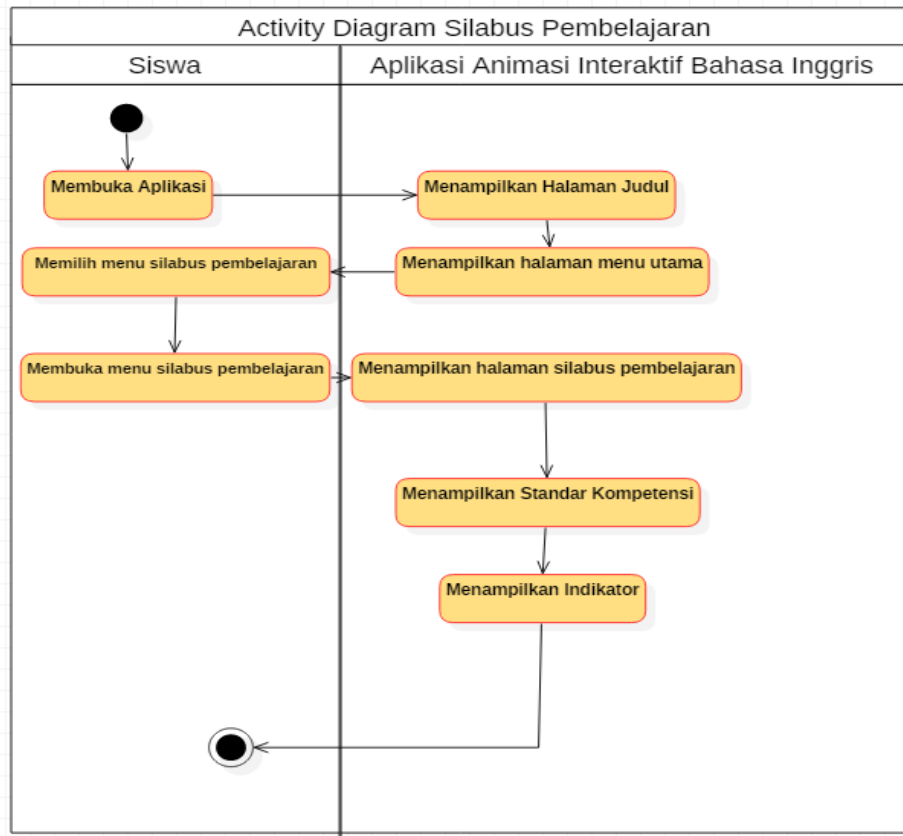 Activity Diagram Silabus Pembelajaran
Siswa
Aplikasi Animasi Interaktif Bahasa Inggris
Membuka Aplikasi
Menampilkan Halaman Judul
Memilih menu silabus pembelajaran
Menampilkan halaman menu utama
Membuka menu silabus pembelajaran
Menampilkan halaman silabus pembelajaran
Menampilkan Standar Kompetensi
Menampilkan Indikator